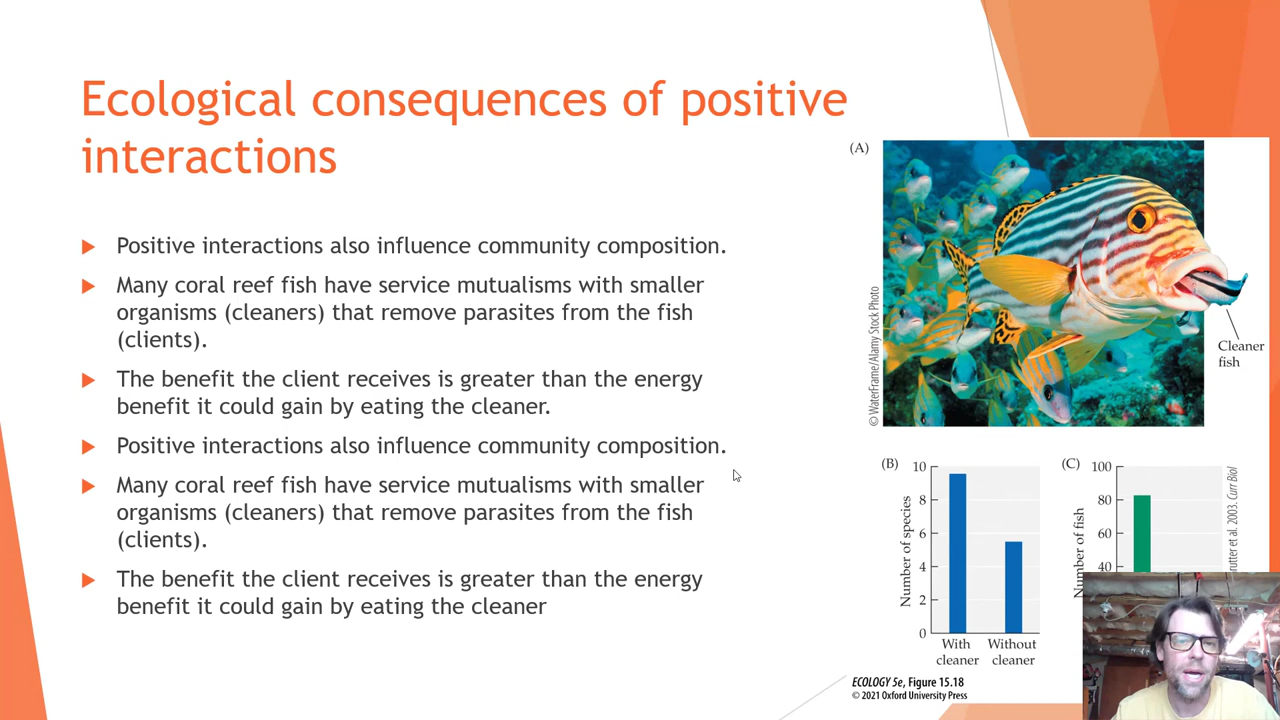 Ecological consequences of positive
interactions
Positive interactions also influence community composition.
Many coral reef fish have service mutualisms with smaller
organisms (cleaners) that remove parasites from the fish
(clients).
The benefit the client receives is greater than the energy
benefit it could gain by eating the cleaner.
Positive interactions also influence community composition.
Many coral reef fish have service mutualisms with smaller
organisms (cleaners) that remove parasites from the fish
(clients).
The benefit the client receives is greater than the energy
benefit it could gain by eating the cleaner
(A)
© WaterFrame/Alamy Stock Photo
Cleaner
fish
(B)
Number of species
10
8
6
4
2
0
With
cleaner
Without
cleaner
(C)
Number of fish
100
80
60
40
et al. 2003. Curr Biol
ECOLOGY 5e, Figure 15.18
© 2021 Oxford University Press